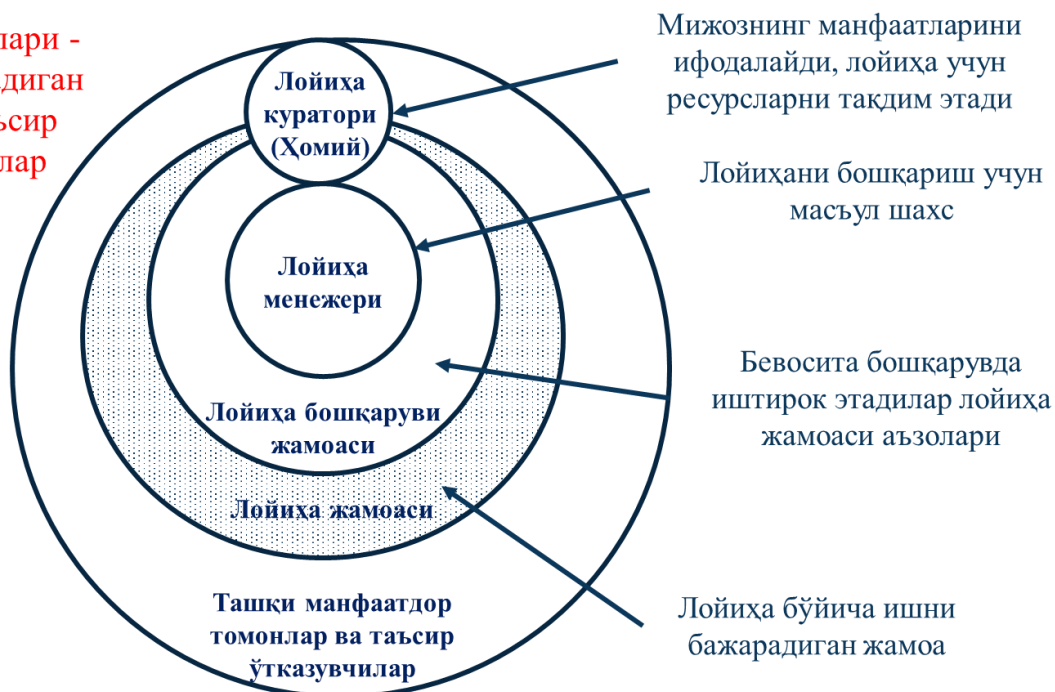 лари -
адиган
ъсир
лар
Лойиҳа
куратори
(Ҳомий)
Лойиҳа
менежери
Лойиҳа бошқаруви
жамоаси
Лойиҳа жамоаси
Ташқи манфаатдор
томонлар ва таъсир
ўтказувчилар
Мижознинг манфаатларини
ифодалайди, лойиҳа учун
ресурсларни тақдим этади
Лойиҳани бошқариш учун
масъул шахс
Бевосита бошқарувда
иштирок этадилар лойиҳа
жамоаси аъзолари
Лойиҳа бўйича ишни
бажарадиган жамоа